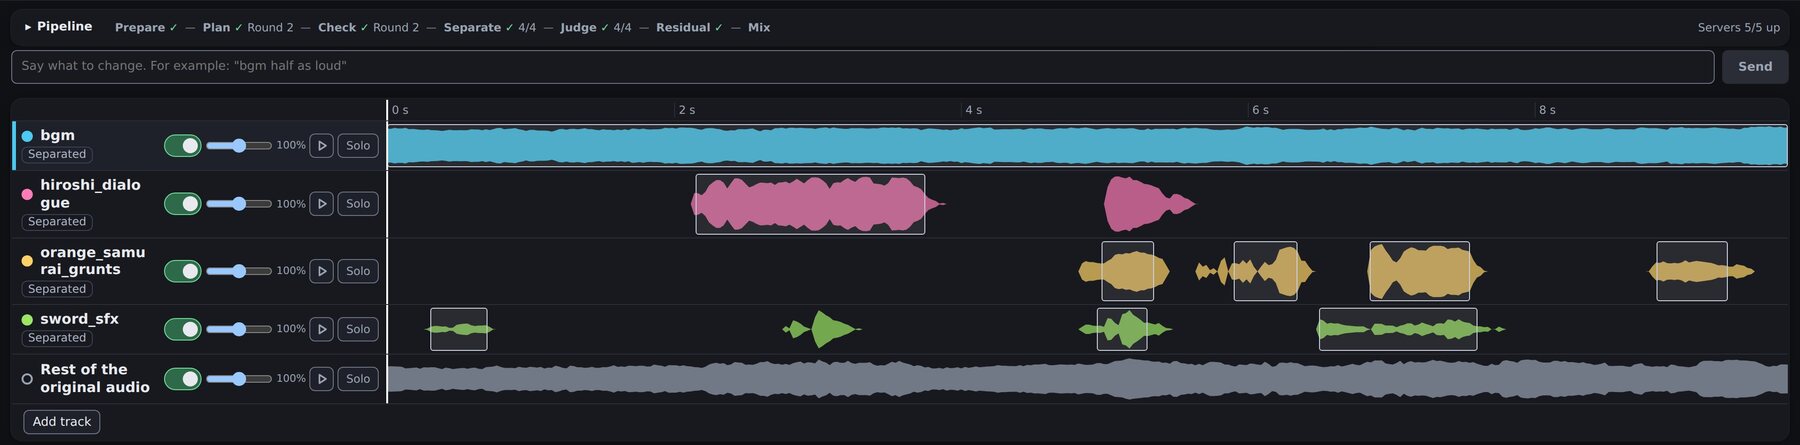 ▸ Pipeline Prepare ✓ — Plan ✓ Round 2 — Check ✓ Round 2 — Separate ✓ 4/4 — Judge ✓ 4/4 — Residual ✓ — Mix Servers 5/5 up
Say what to change. For example: "bgm half as loud" Send
0 s 2 s 4 s 6 s 8 s
bgm
Separated
100% Solo
hiroshi_dialo
gue
Separated
100% Solo
orange_samu
rai_grunts
Separated
100% Solo
sword_sfx
Separated
100% Solo
Rest of the
original audio
100% Solo
Add track